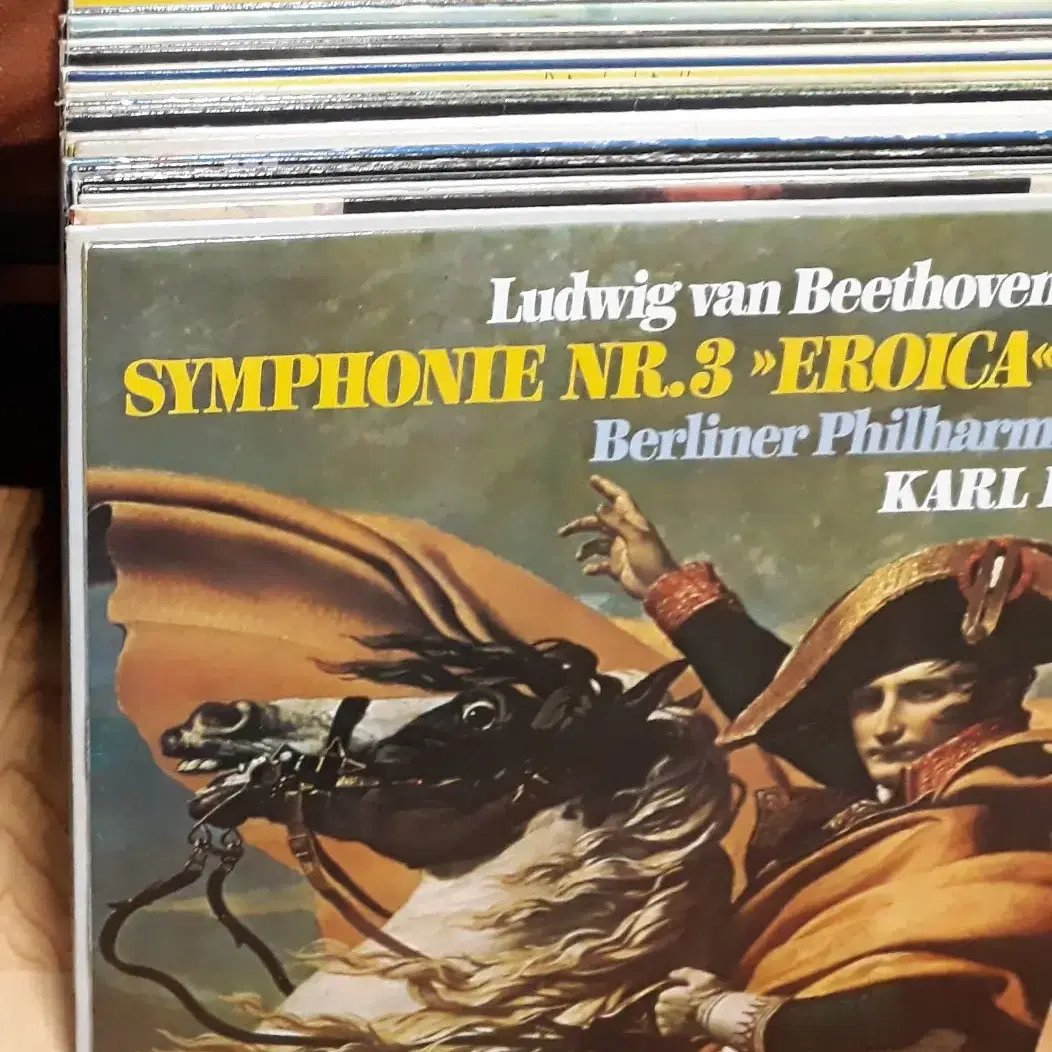 Ludwig van Beethoven
SYMPHONIE NR.3 »EROICA«
Berliner Philharm
KARL